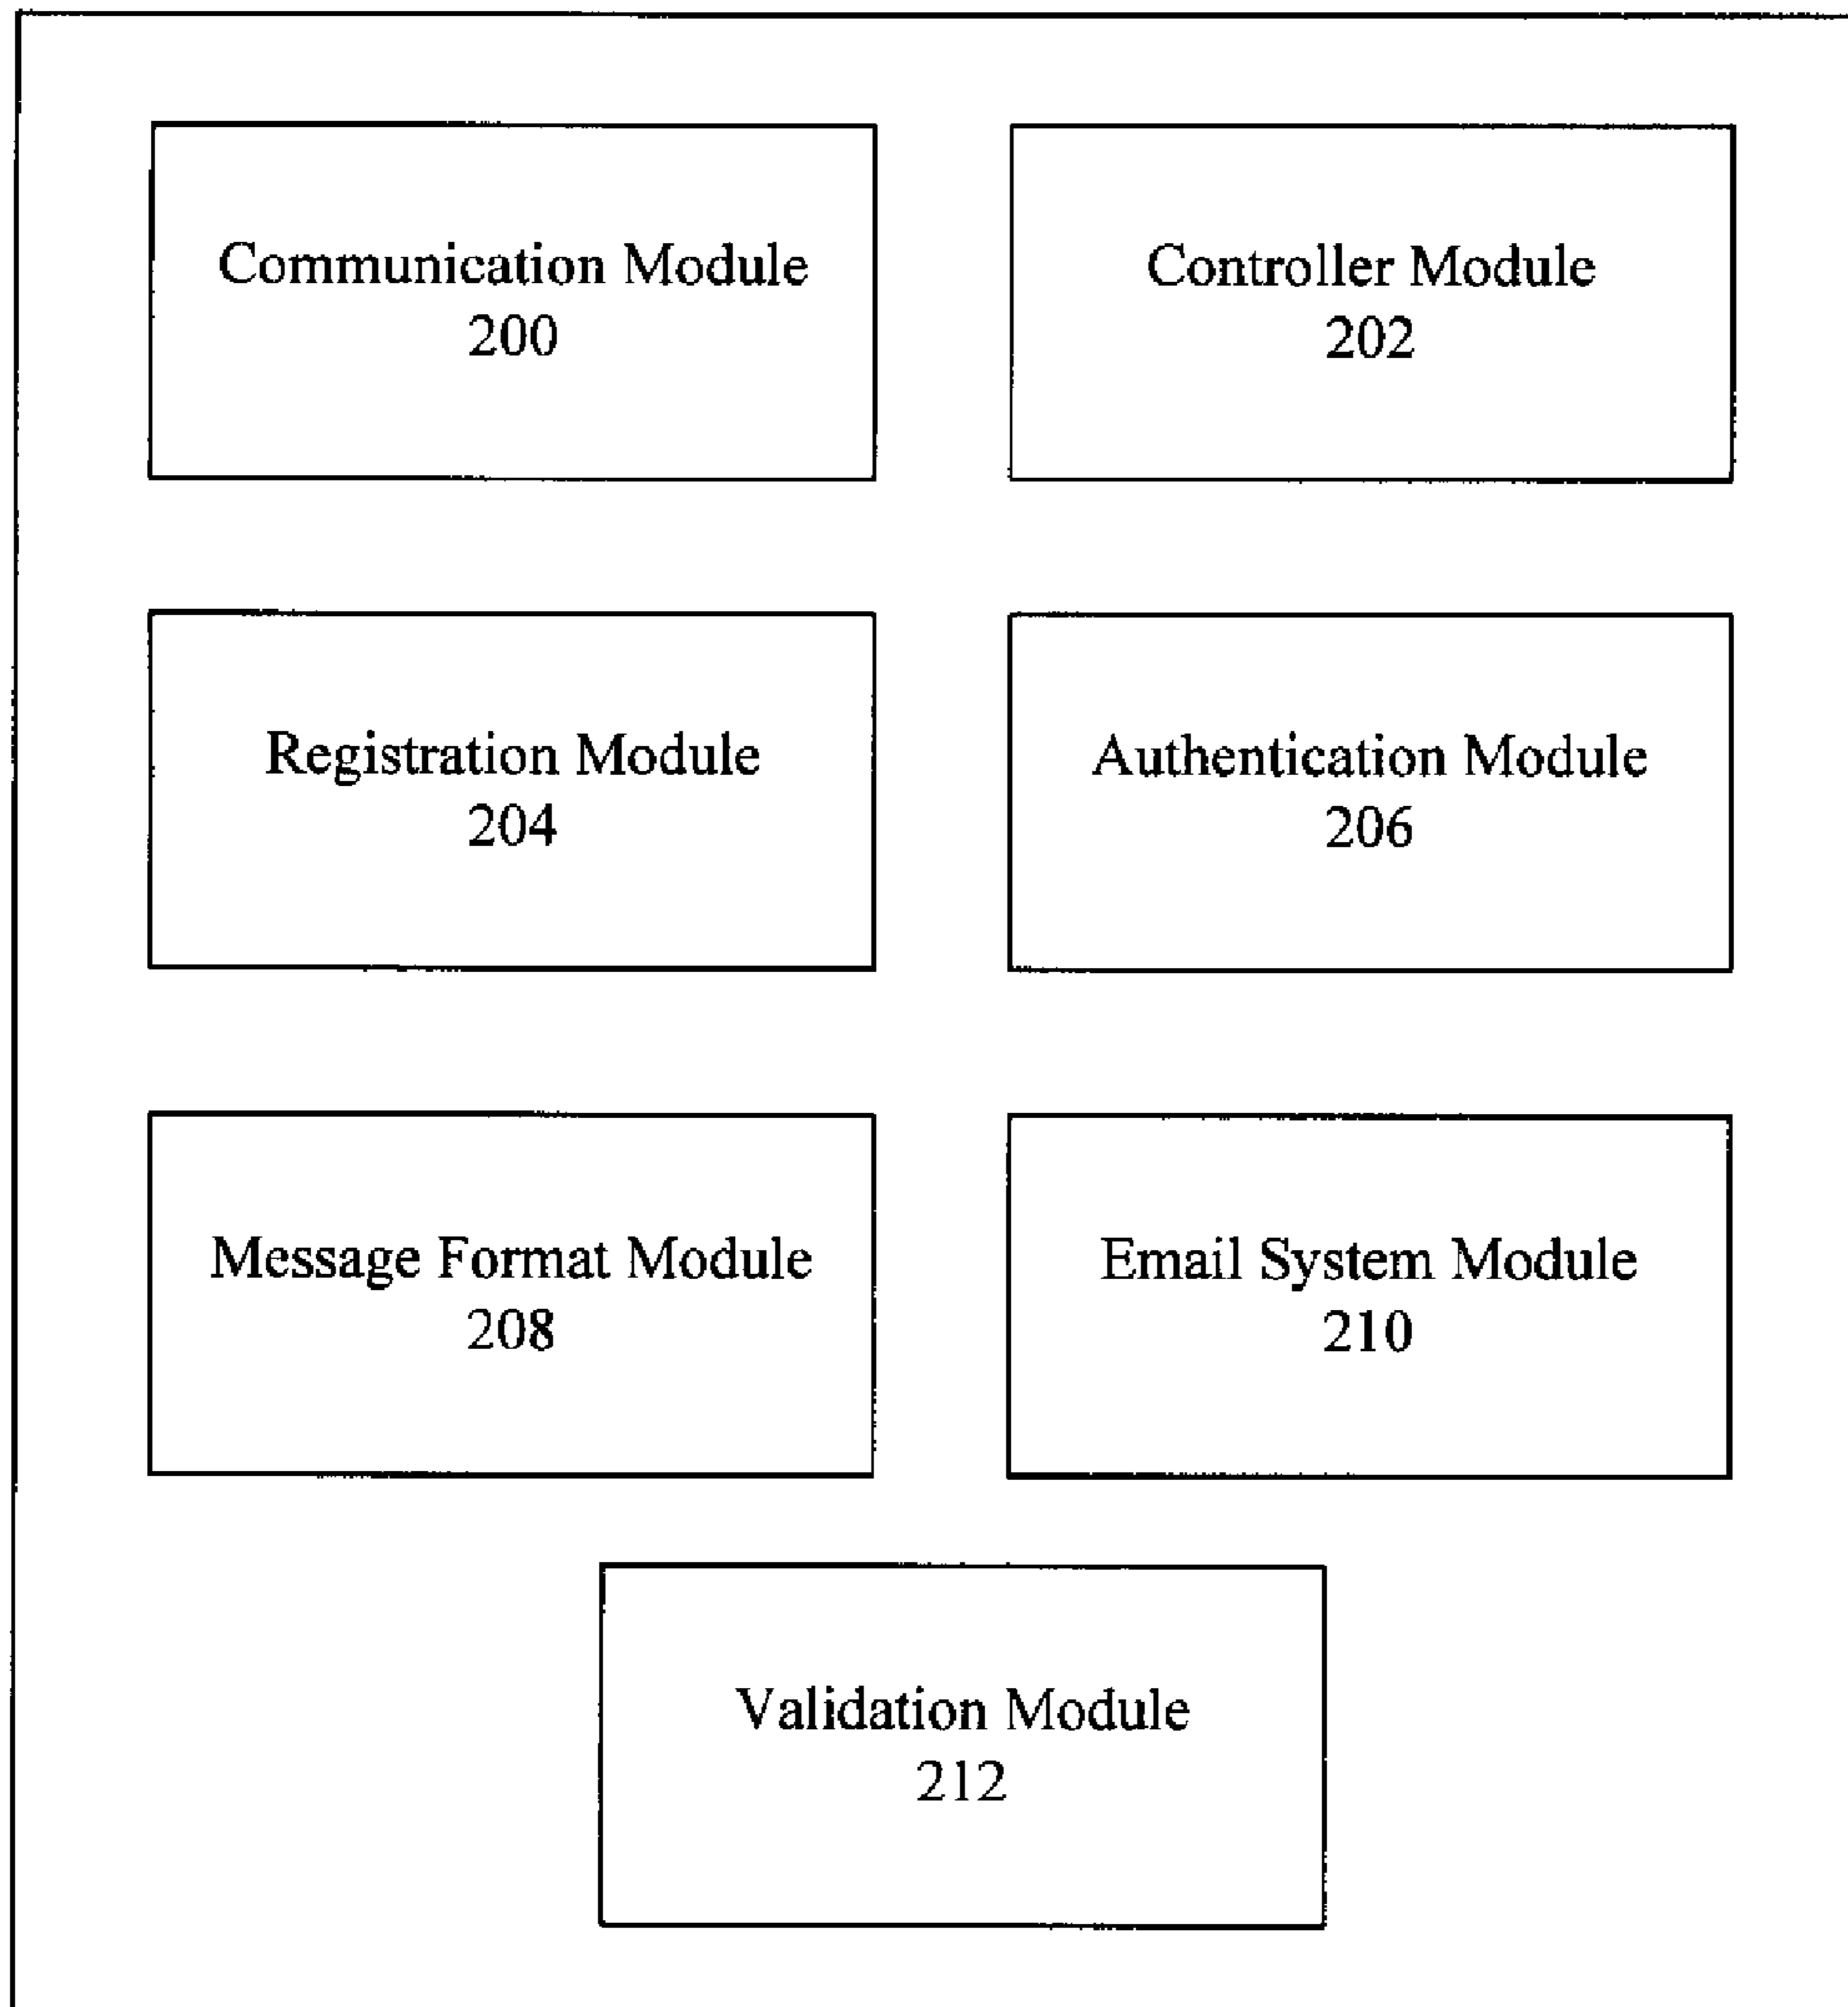 Communication Module
200
Controller Module
202
Registration Module
204
Authentication Module
206
Message Format Module
208
Email System Module
210
Validation Module
212